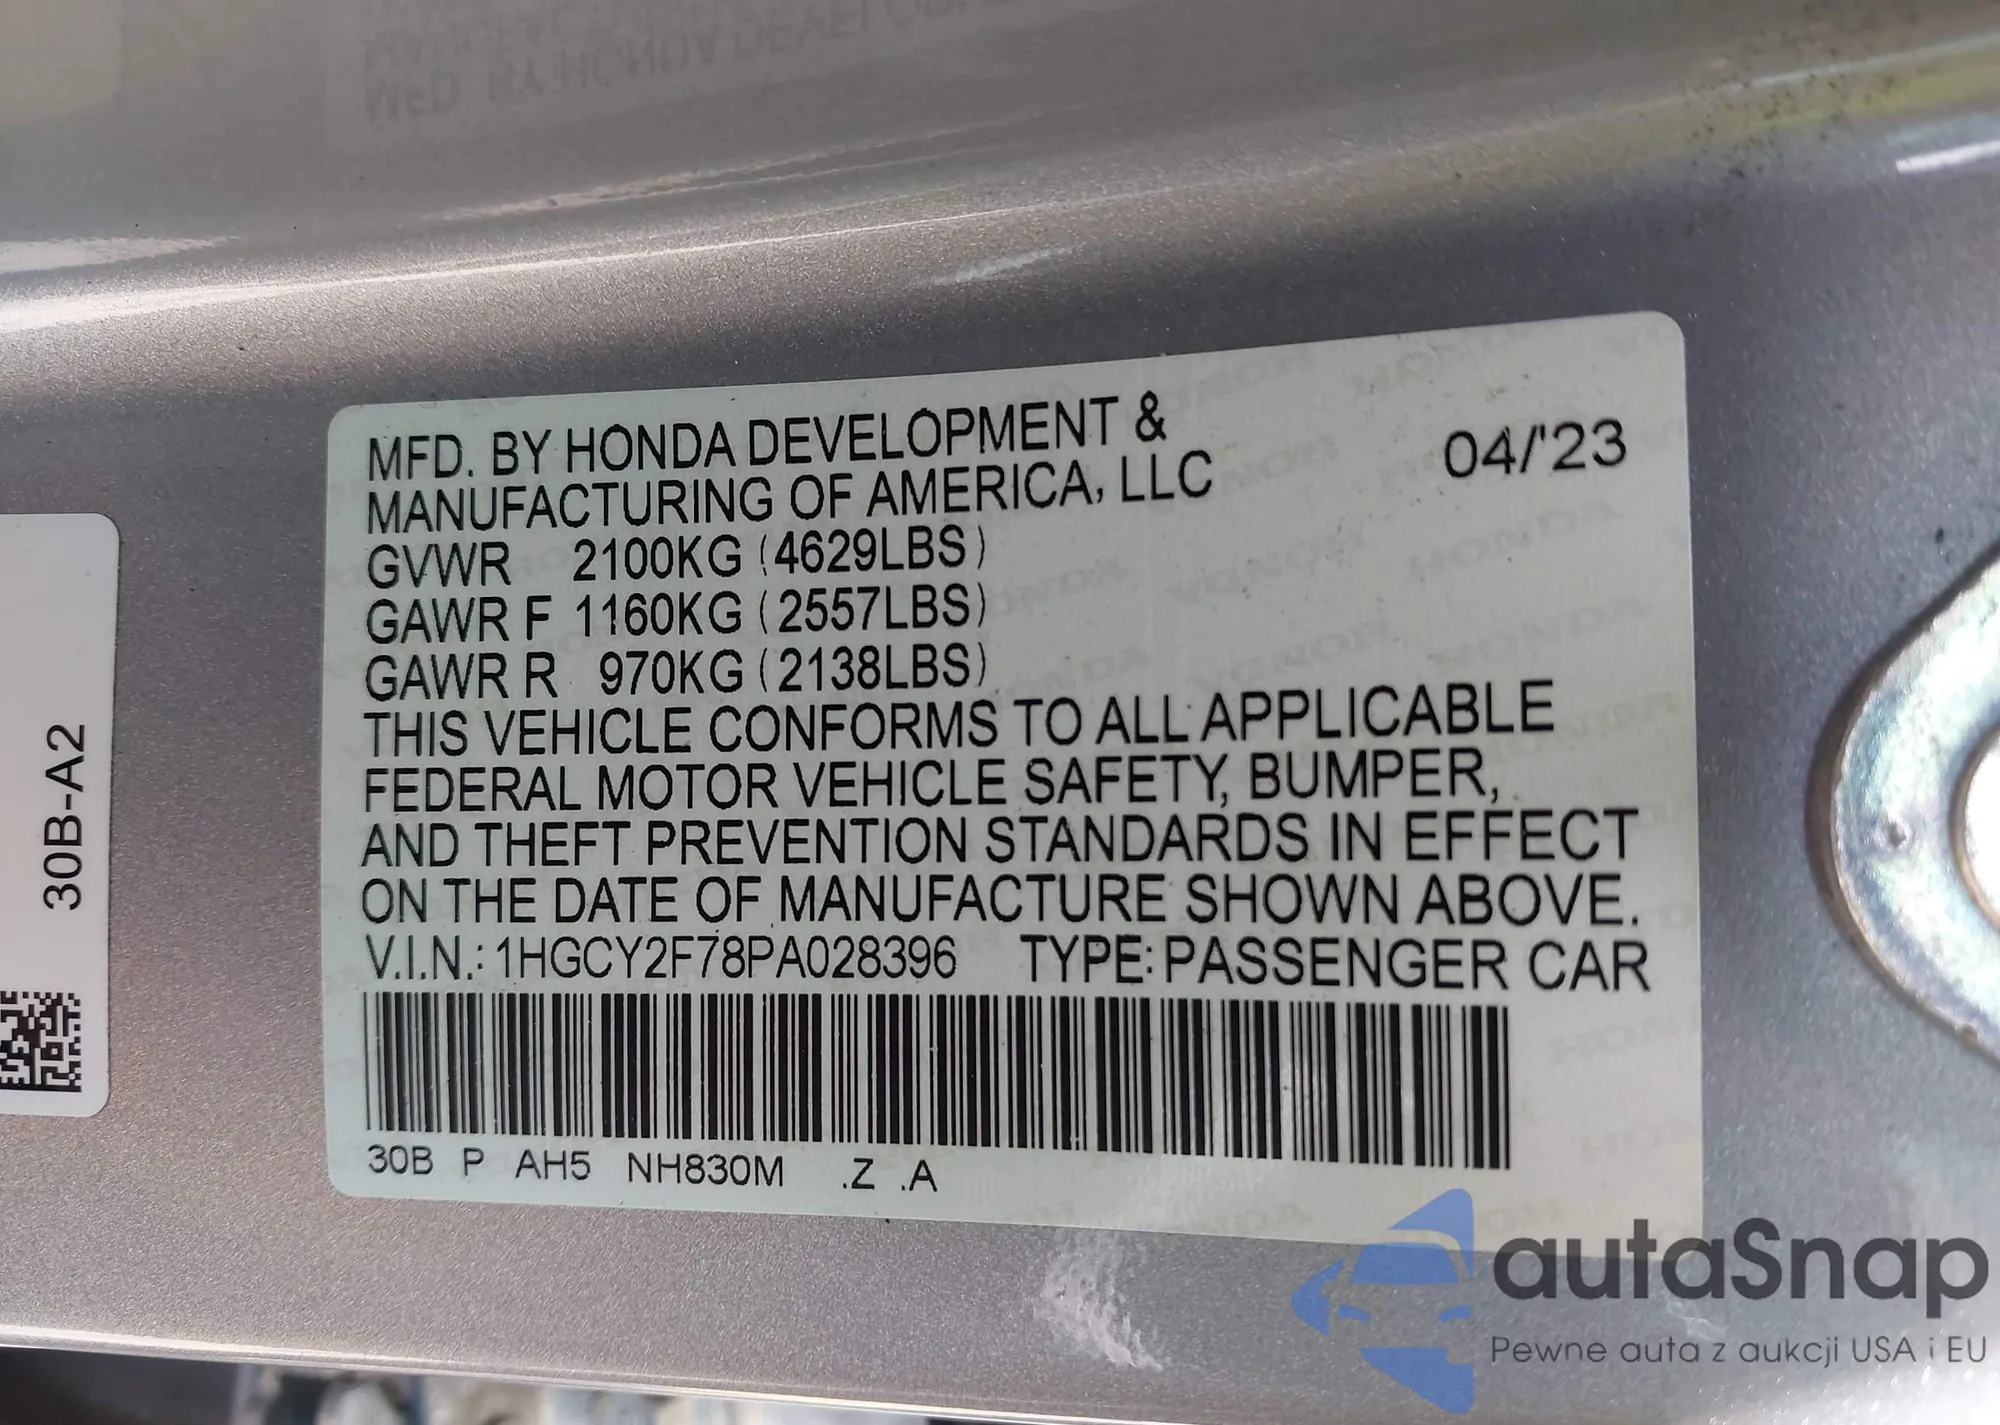 MFD. BY HONDA DEVELOPMENT &
MANUFACTURING OF AMERICA, LLC
04/'23
GVWR 2100KG (4629LBS)
GAWR F 1160KG (2557LBS)
GAWR R 970KG (2138LBS)
THIS VEHICLE CONFORMS TO ALL APPLICABLE
FEDERAL MOTOR VEHICLE SAFETY, BUMPER,
AND THEFT PREVENTION STANDARDS IN EFFECT
ON THE DATE OF MANUFACTURE SHOWN ABOVE.
V.I.N.: 1HGCY2F78PA028396 TYPE: PASSENGER CAR
30B P AH5 NH830M .Z .A
30B-A2
autaSnap
Pewne auta z aukcji USA i EU